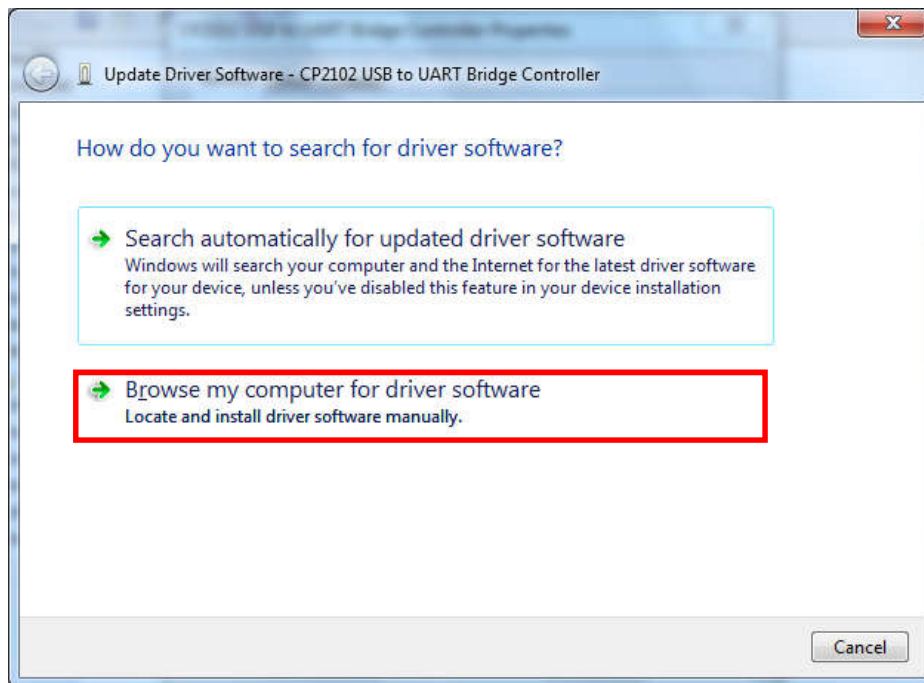 Update Driver Software - CP2102 USB to UART Bridge Controller
How do you want to search for driver software?
Search automatically for updated driver software
Windows will search your computer and the Internet for the latest driver software
for your device, unless you've disabled this feature in your device installation
settings.
Browse my computer for driver software
Locate and install driver software manually.
Cancel